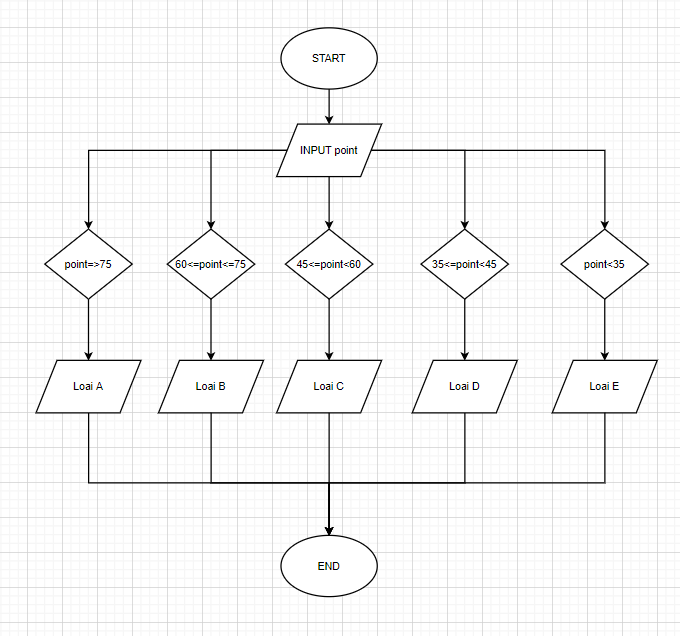 START
INPUT point
point=>75
60<=point<=75
45<=point<60
35<=point<45
point<35
Loai A
Loai B
Loai C
Loai D
Loai E
END